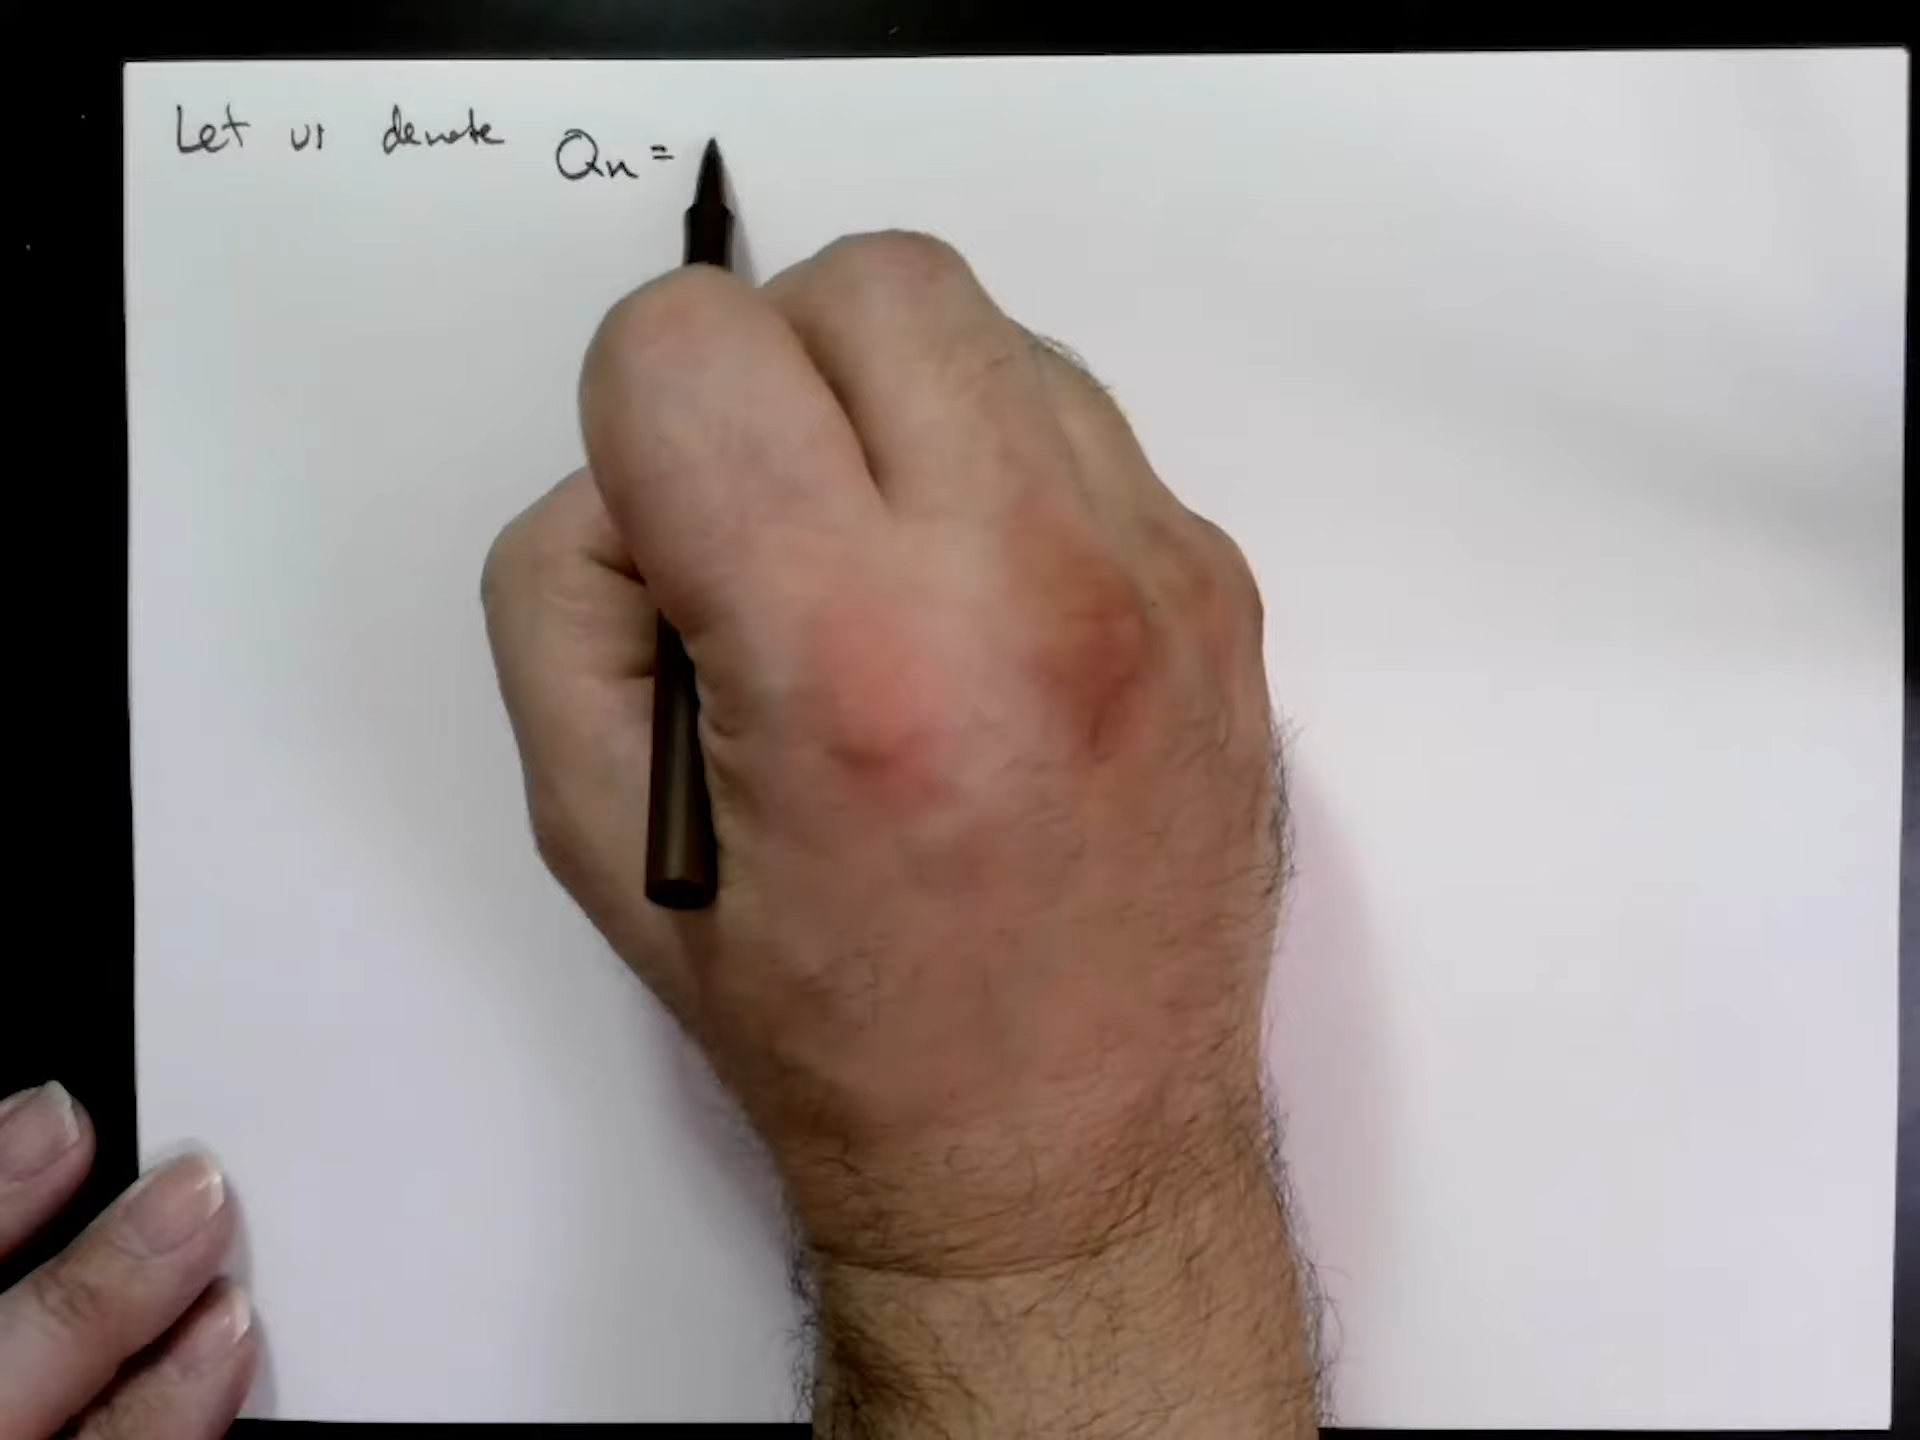 Let us denote Qn =